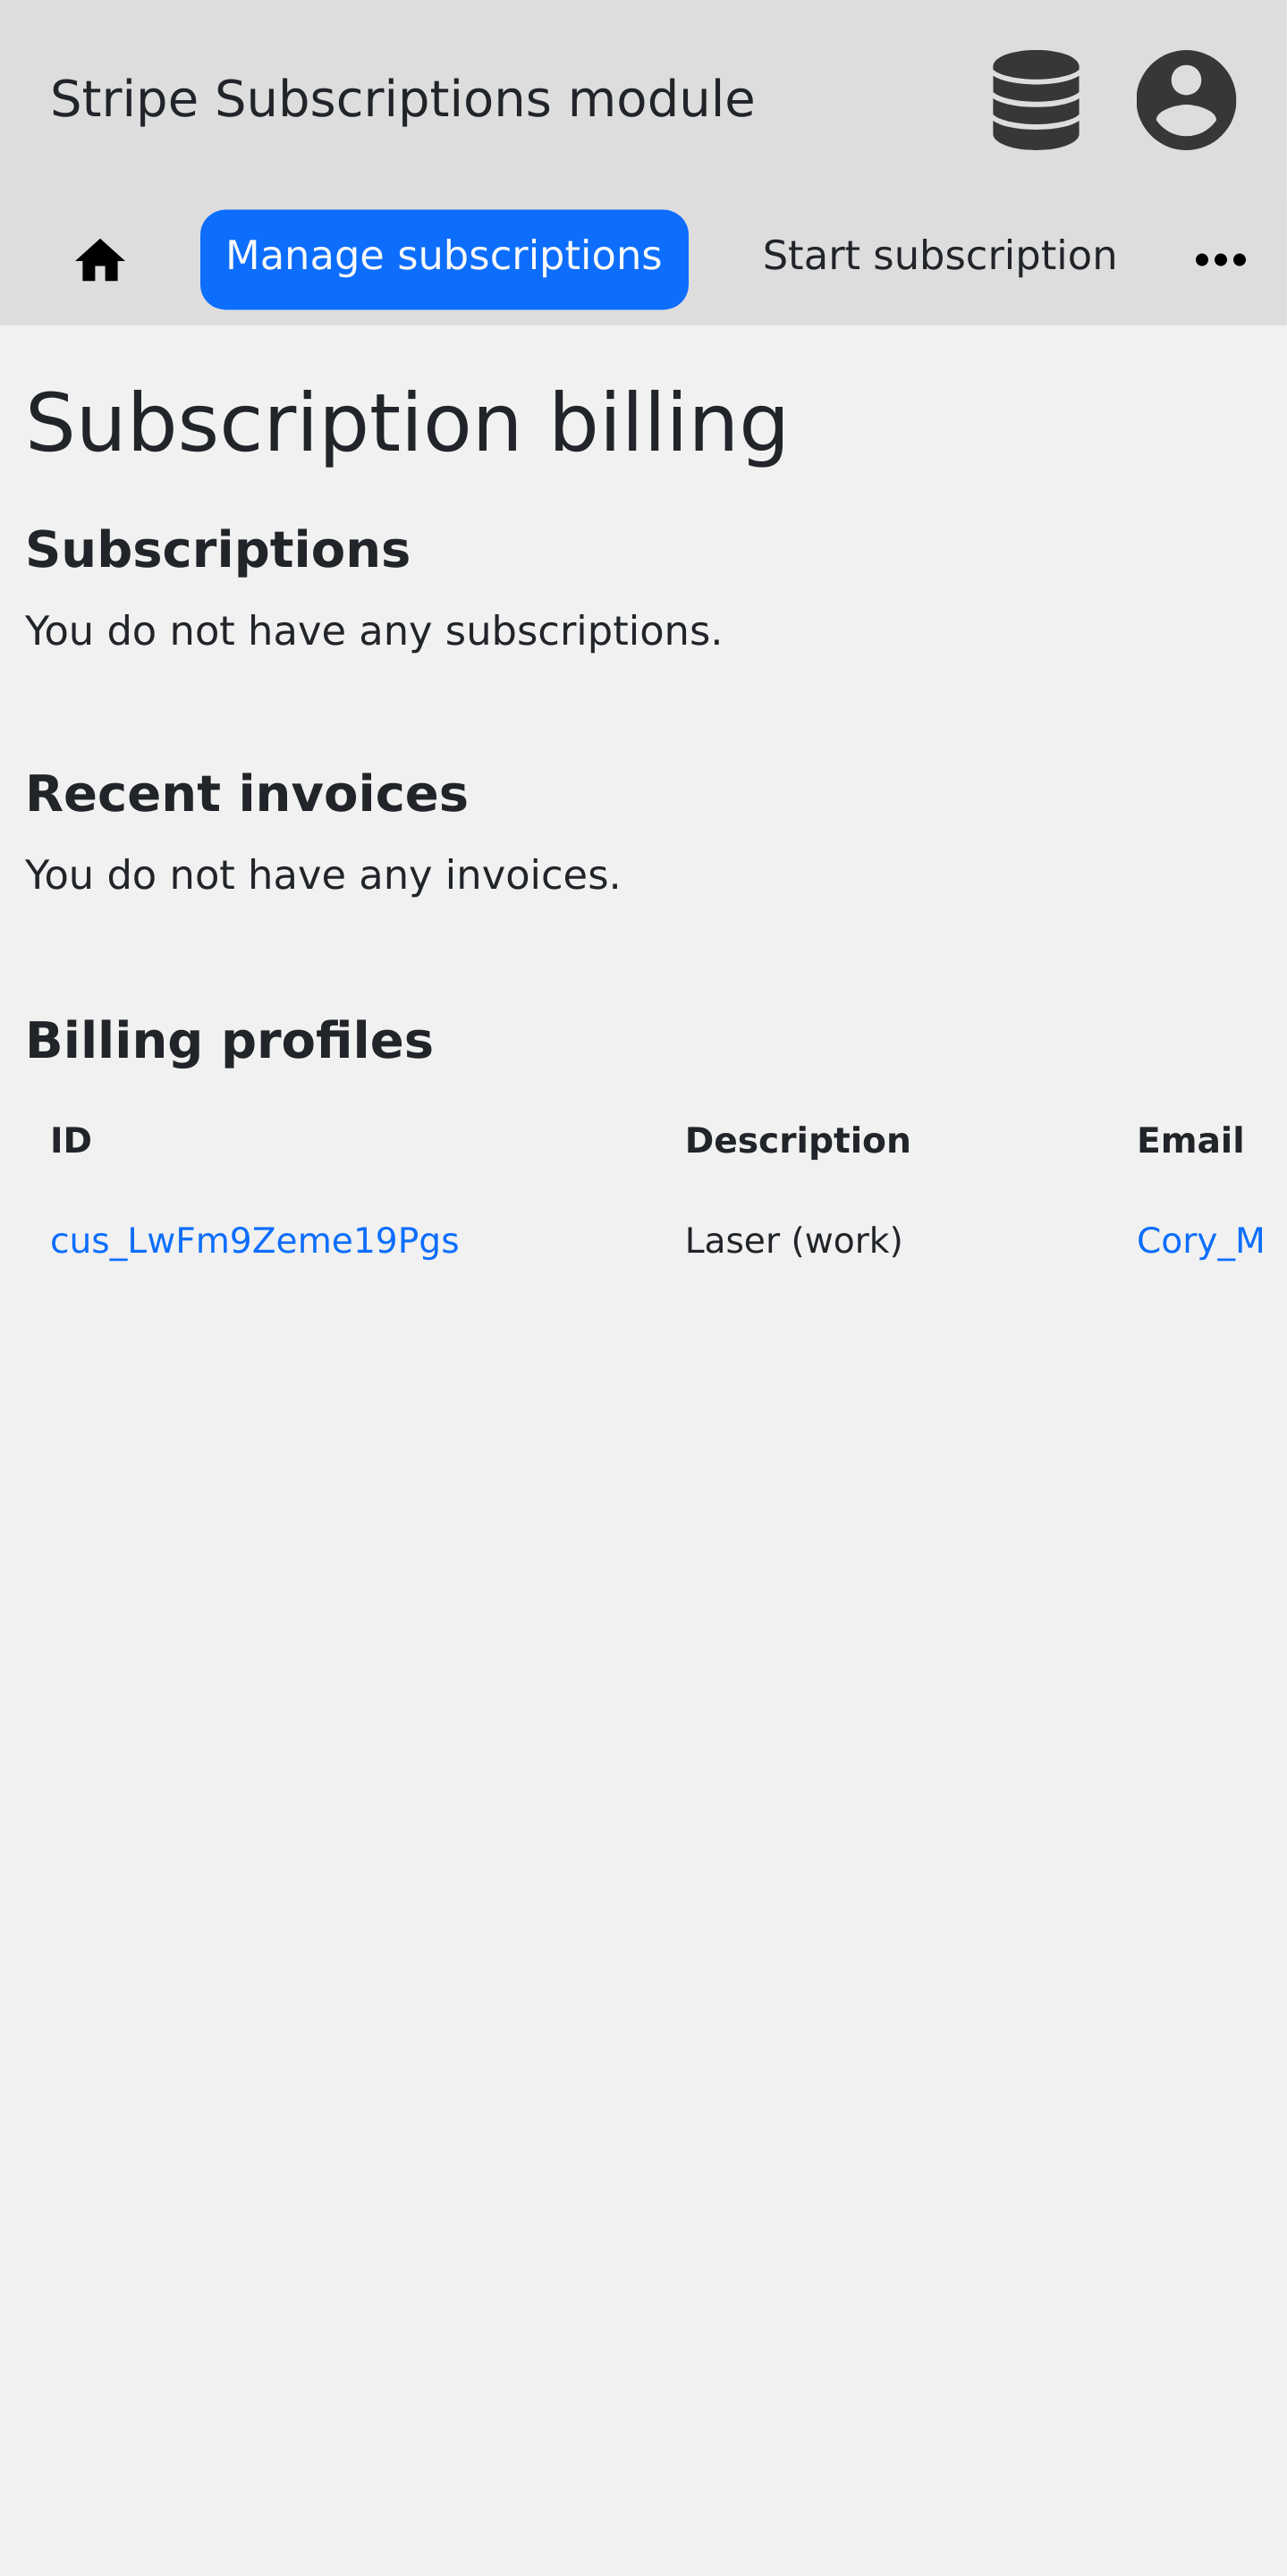 Stripe Subscriptions module
Manage subscriptions Start subscription
Subscription billing
Subscriptions
You do not have any subscriptions.
Recent invoices
You do not have any invoices.
Billing profiles
ID Description Email
cus_LwFm9Zeme19Pgs Laser (work) Cory_M